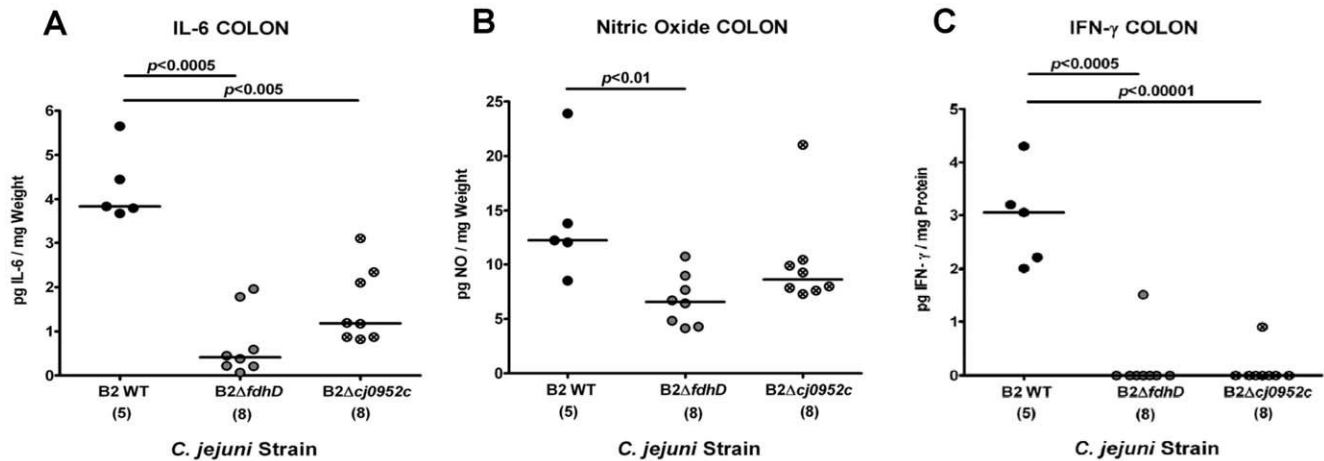 A
IL-6 COLON
p<0.0005
p<0.005
pg IL-6 / mg Weight
6
5
4
3
2
1
0
B2 WT
B2ΔfdhD
B2Δcj0952c
(5)
(8)
(8)
C. jejuni Strain
B
Nitric Oxide COLON
p<0.01
pg NO / mg Weight
25
20
15
10
5
0
B2 WT
B2ΔfdhD
B2Δcj0952c
(5)
(8)
(8)
C. jejuni Strain
C
IFN-γ COLON
p<0.0005
p<0.00001
pg IFN- γ / mg Protein
5
4
3
2
1
0
B2 WT
B2ΔfdhD
B2Δcj0952c
(5)
(8)
(8)
C. jejuni Strain